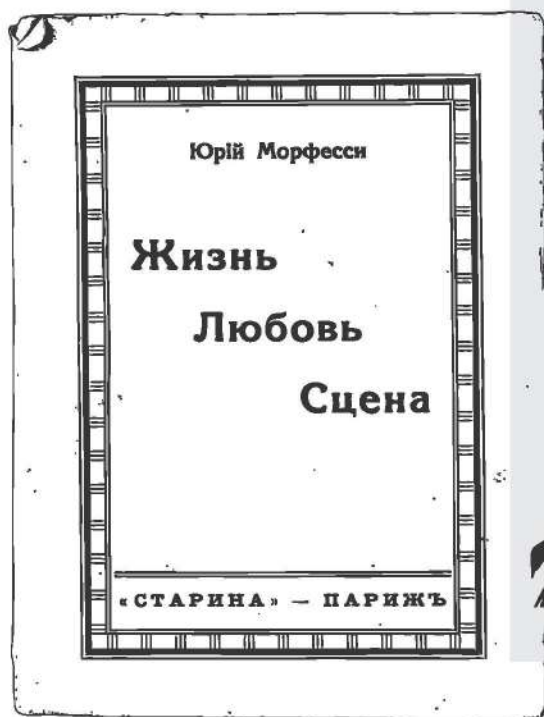 Юрій Морфесси
Жизнь
Любовь
Сцена
«СТАРИНА» — ПАРИЖЪ